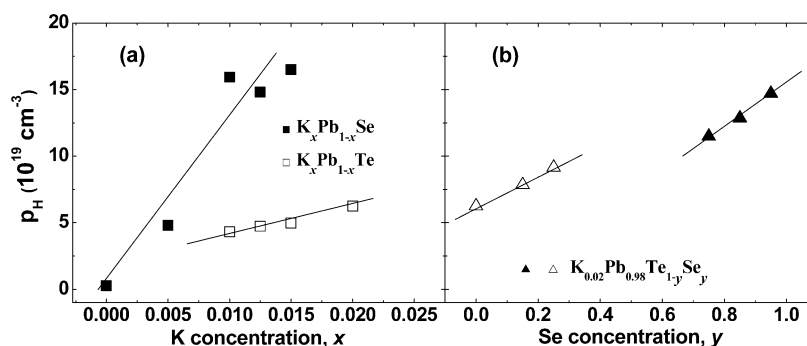 (a)
(b)
20
15
10
5
0
p_H (10^19 cm^-3)
K_xPb_1-xSe
K_xPb_1-xTe
K_0.02Pb_0.98Te_1-ySe_y
0.000 0.005 0.010 0.015 0.020 0.025
0.0 0.2 0.4 0.6 0.8 1.0
K concentration, x
Se concentration, y